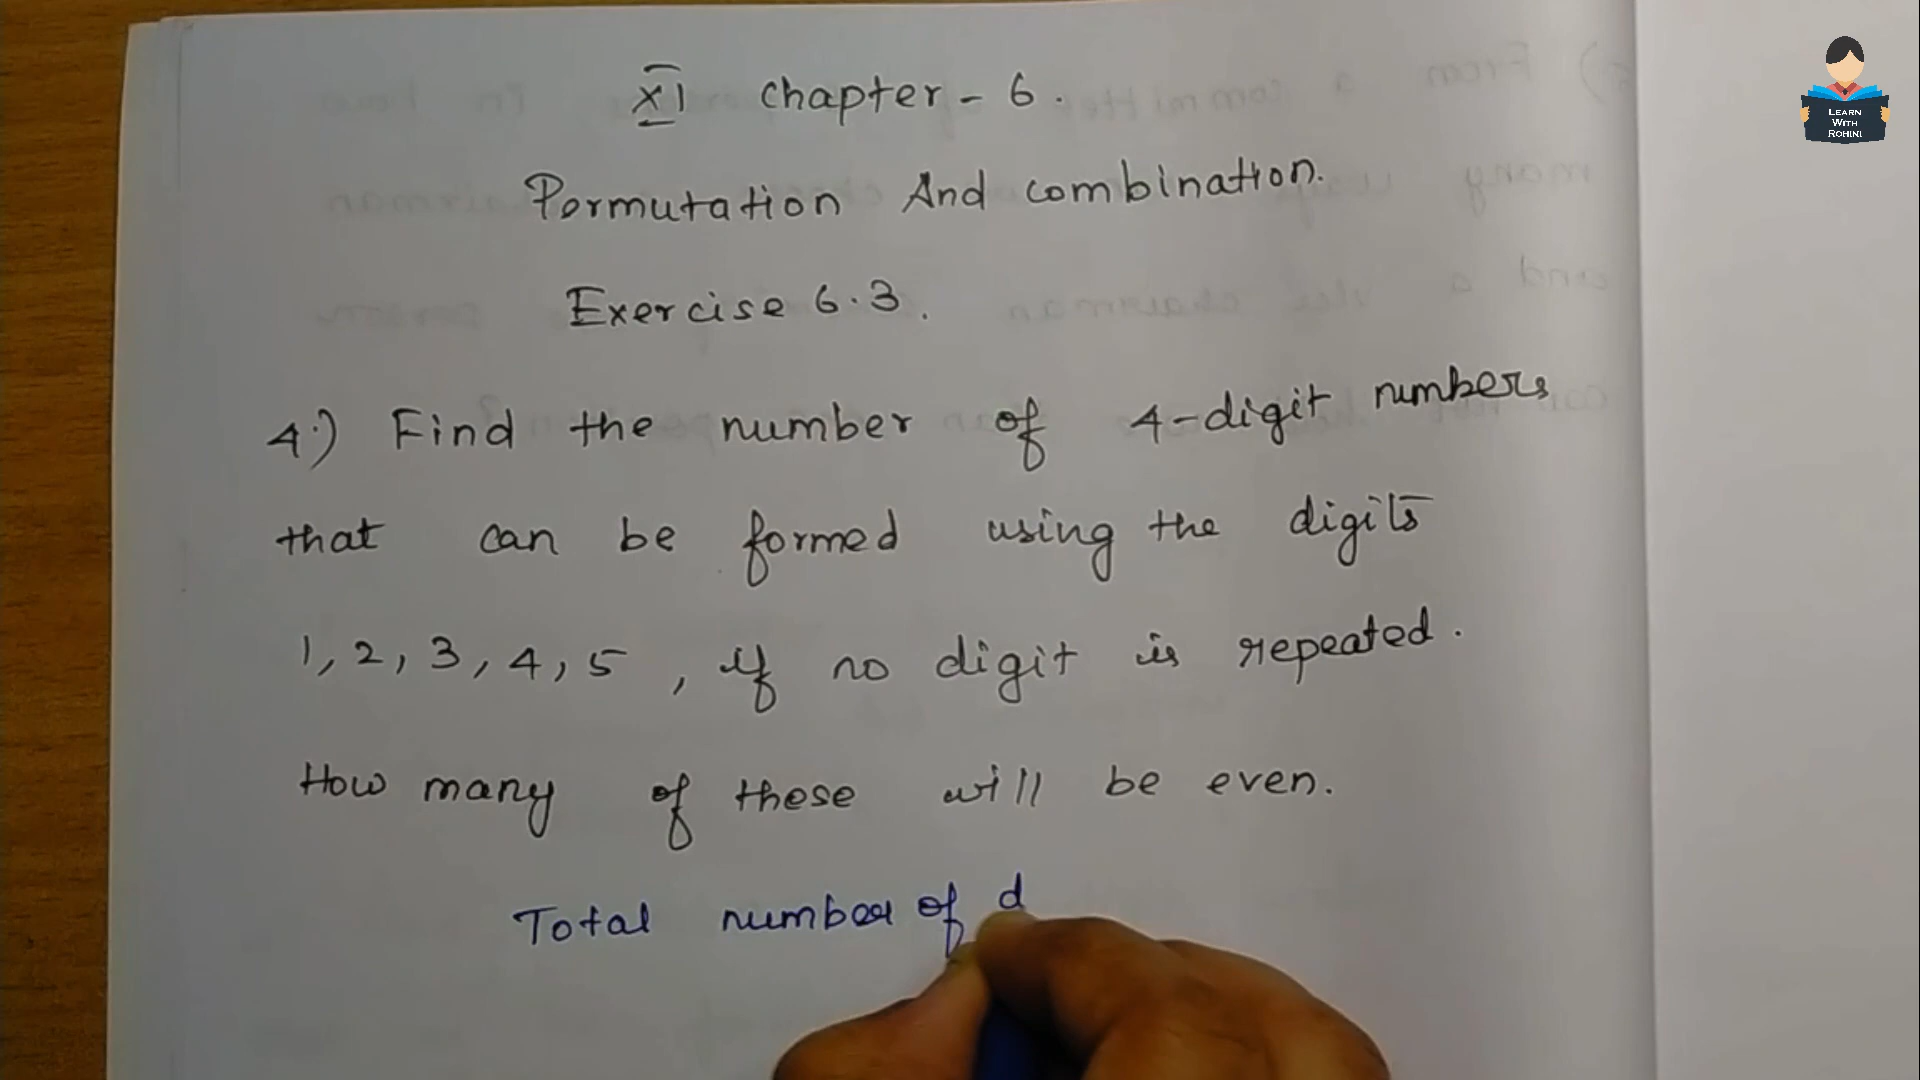 XI chapter - 6.
Permutation And combination.
Exercise 6.3.
4.) Find the number of 4-digit numbers
that can be formed using the digits
1, 2, 3, 4, 5, if no digit is repeated.
How many of these will be even.
Total number of d
LEARN
WITH
ROHINI